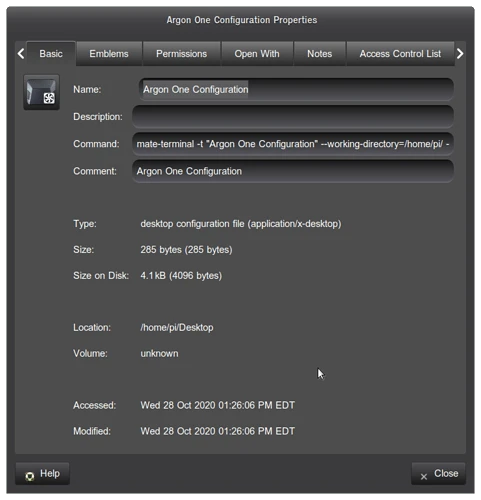 Argon One Configuration Properties
Basic Emblems Permissions Open With Notes Access Control List
Name: Argon One Configuration
Description:
Command: mate-terminal -t "Argon One Configuration" --working-directory=/home/pi/ -
Comment: Argon One Configuration
Type: desktop configuration file (application/x-desktop)
Size: 285 bytes (285 bytes)
Size on Disk: 4.1 kB (4096 bytes)
Location: /home/pi/Desktop
Volume: unknown
Accessed: Wed 28 Oct 2020 01:26:06 PM EDT
Modified: Wed 28 Oct 2020 01:26:06 PM EDT
Help Close